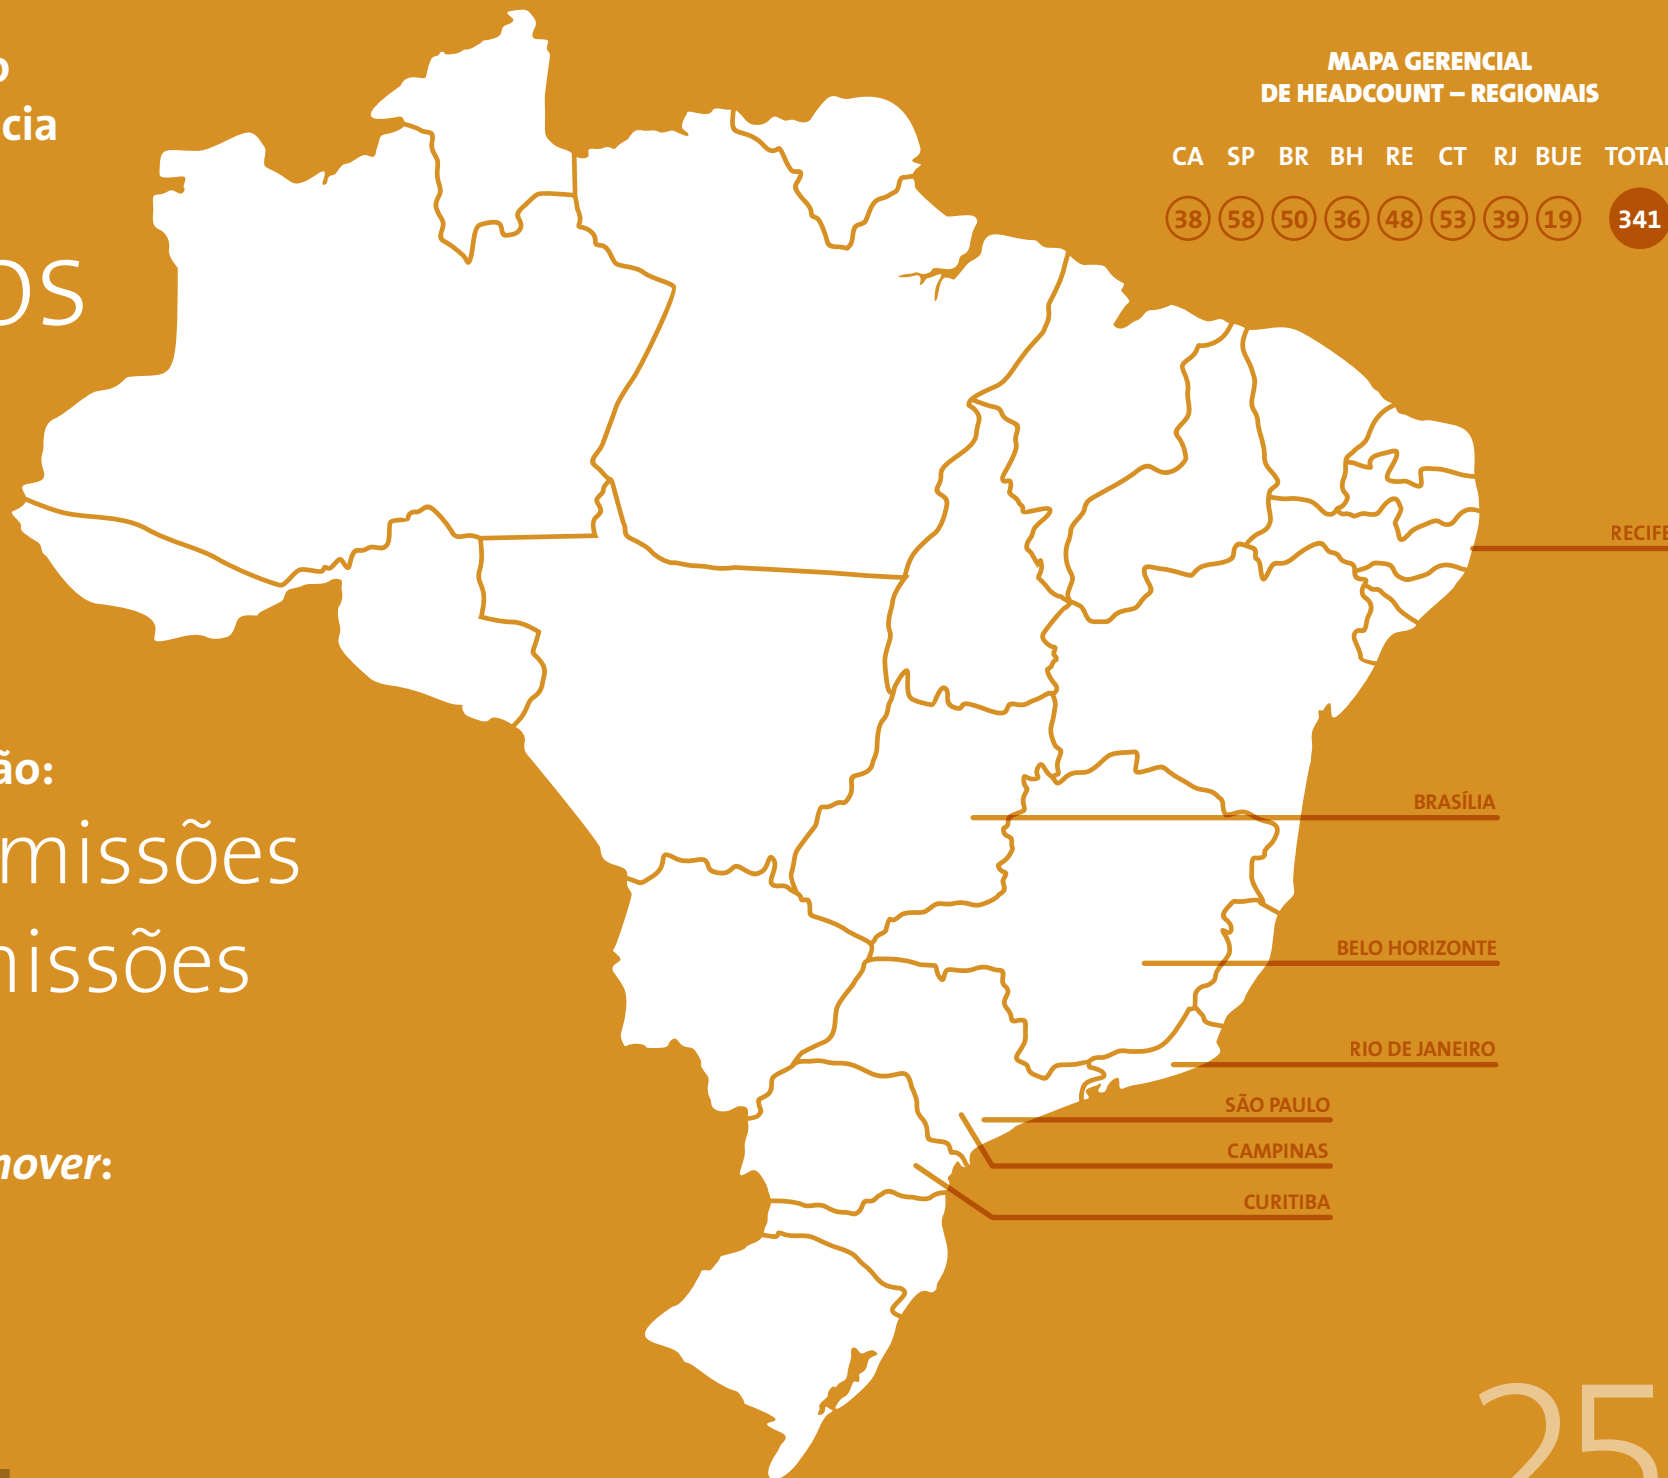 cia
os
MAPA GERENCIAL
DE HEADCOUNT – REGIONAIS
CA SP BR BH RE CT RJ BUE TOTAL
38 58 50 36 48 53 39 19 341
RECIFE
BRASÍLIA
BELO HORIZONTE
RIO DE JANEIRO
SÃO PAULO
CAMPINAS
CURITIBA
ão:
missões
issões
over:
25